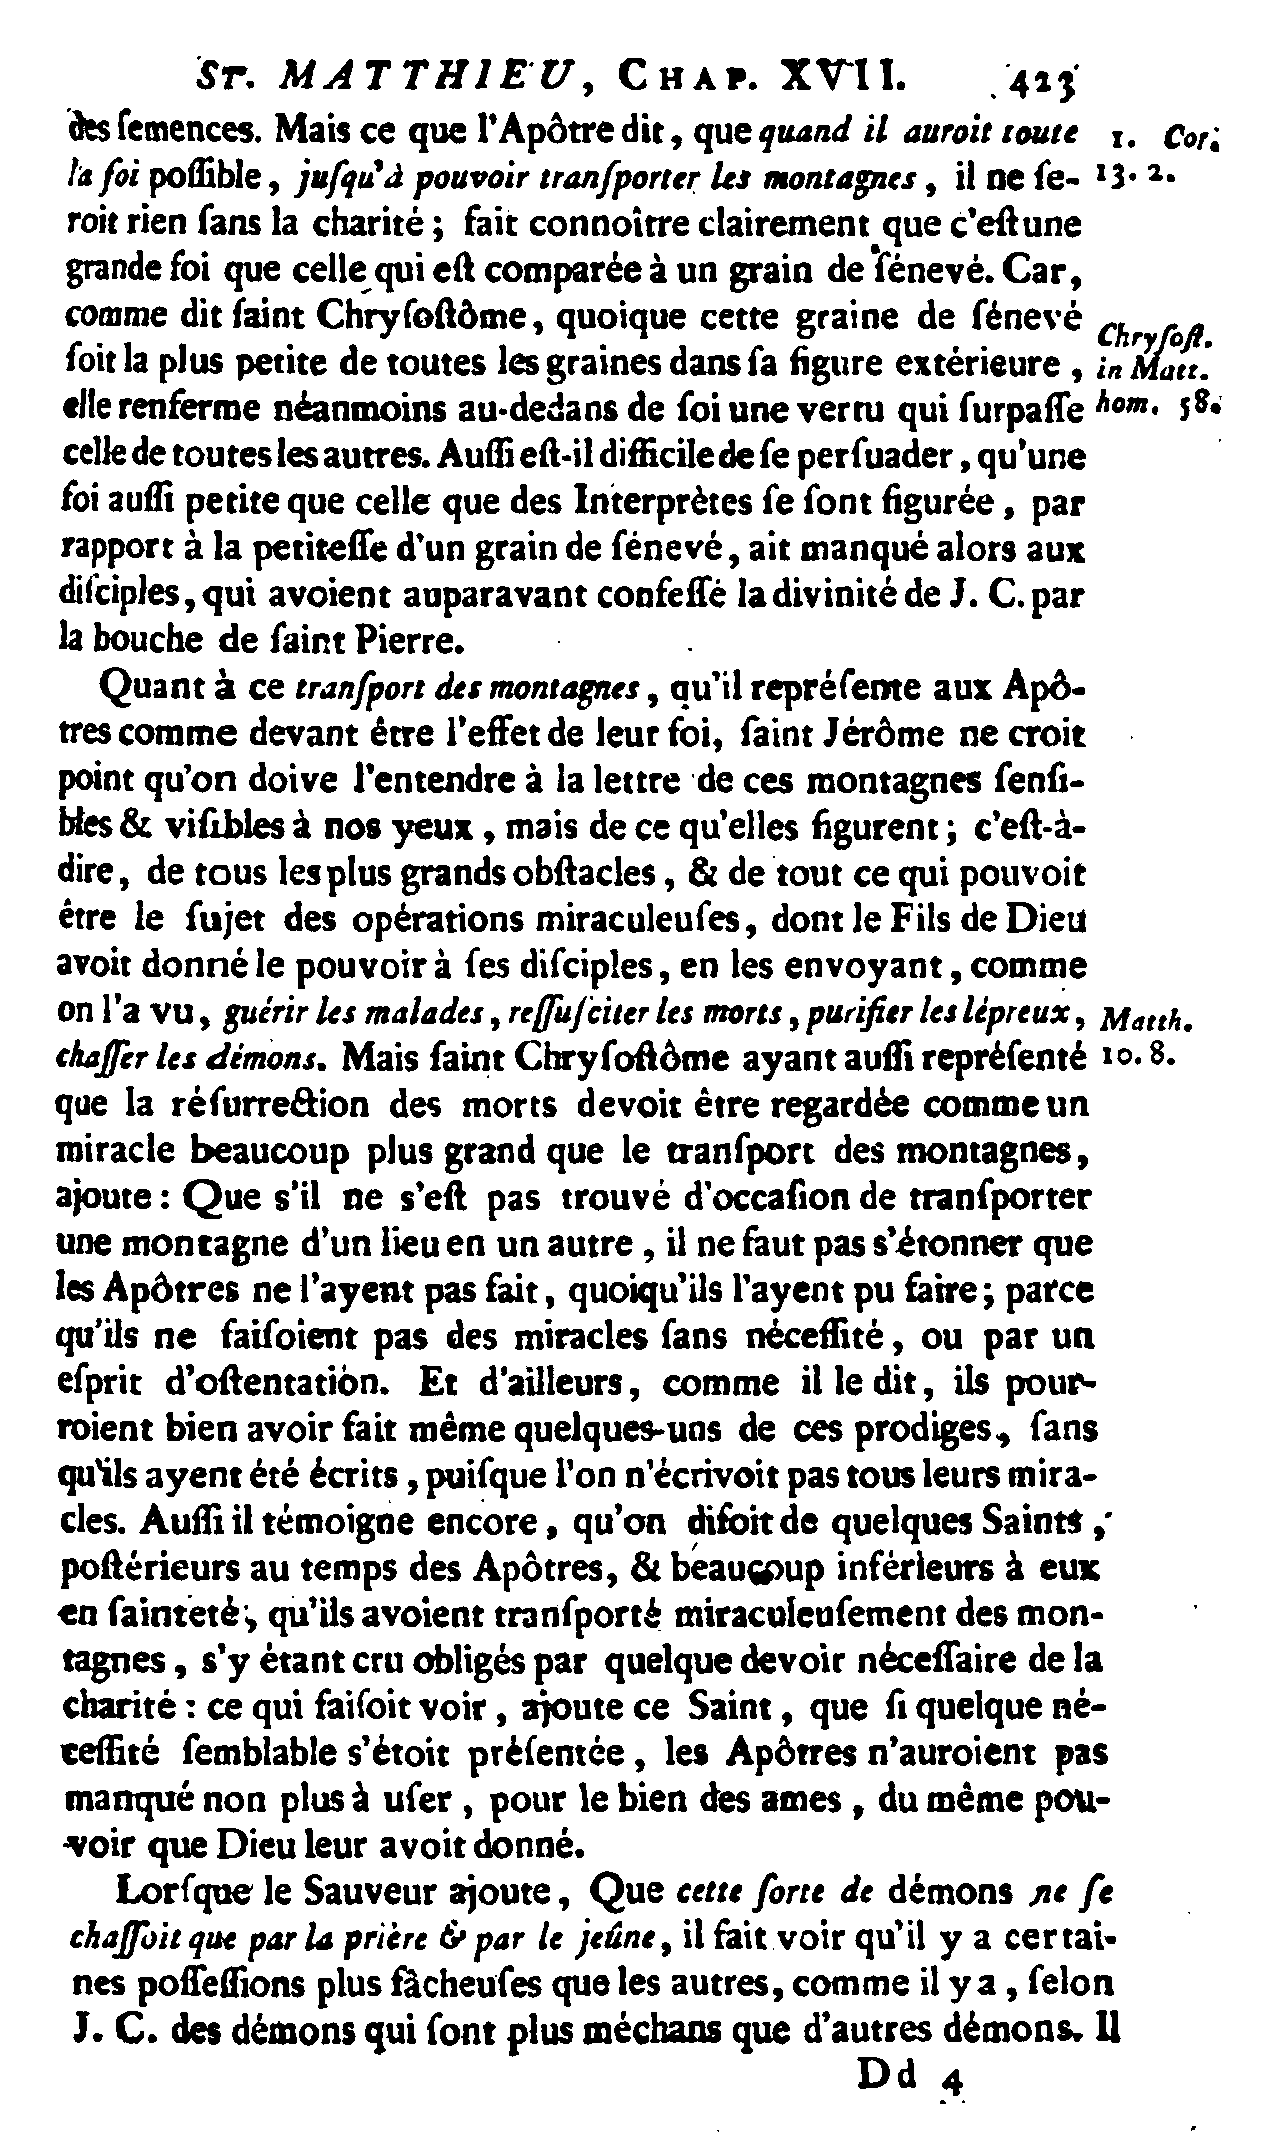 ST. MATTHIEU, CHAP. XVII. 423
des ſemences. Mais ce que l'Apôtre dit, que quand il auroit toute
1. Cor.
la foi poſſible, juſqu'à pouvoir tranſporter les montagnes, il ne ſe-
13. 2.
roit rien ſans la charité; fait connoître clairement que c'eſt une
grande foi que celle qui eſt comparée à un grain de ſénevé. Car,
comme dit ſaint Chryſoſtôme, quoique cette graine de ſénevé
Chryſoſt.
ſoit la plus petite de toutes les graines dans ſa figure extérieure,
in Matt.
elle renferme néanmoins au-dedans de ſoi une vertu qui ſurpaſſe
hom. 58.
celle de toutes les autres. Auſſi eſt-il difficile de ſe perſuader, qu'une
foi auſſi petite que celle que des Interprètes ſe ſont figurée, par
rapport à la petiteſſe d'un grain de ſénevé, ait manqué alors aux
diſciples, qui avoient auparavant confeſſé la divinité de J. C. par
la bouche de ſaint Pierre.
Quant à ce tranſport des montagnes, qu'il repréſente aux Apô-
tres comme devant être l'effet de leur foi, ſaint Jérôme ne croit
point qu'on doive l'entendre à la lettre de ces montagnes ſenſi-
bles & viſibles à nos yeux, mais de ce qu'elles figurent; c'eſt-à-
dire, de tous les plus grands obſtacles, & de tout ce qui pouvoit
être le ſujet des opérations miraculeuſes, dont le Fils de Dieu
avoit donné le pouvoir à ſes diſciples, en les envoyant, comme
on l'a vu, guérir les malades, reſſuſciter les morts, purifier les lépreux,
Matth.
chaſſer les démons. Mais ſaint Chryſoſtôme ayant auſſi repréſenté
10. 8.
que la réſurrection des morts devoit être regardée comme un
miracle beaucoup plus grand que le tranſport des montagnes,
ajoute: Que s'il ne s'eſt pas trouvé d'occaſion de tranſporter
une montagne d'un lieu en un autre, il ne faut pas s'étonner que
les Apôtres ne l'ayent pas fait, quoiqu'ils l'ayent pu faire; parce
qu'ils ne faiſoient pas des miracles ſans néceſſité, ou par un
eſprit d'oſtentation. Et d'ailleurs, comme il le dit, ils pour-
roient bien avoir fait même quelques-uns de ces prodiges, ſans
qu'ils ayent été écrits, puiſque l'on n'écrivoit pas tous leurs mira-
cles. Auſſi il témoigne encore, qu'on diſoit de quelques Saints,
poſtérieurs au temps des Apôtres, & beaucoup inférieurs à eux
en ſainteté, qu'ils avoient tranſporté miraculeuſement des mon-
tagnes, s'y étant cru obligés par quelque devoir néceſſaire de la
charité: ce qui faiſoit voir, ajoute ce Saint, que ſi quelque né-
ceſſité ſemblable s'étoit préſentée, les Apôtres n'auroient pas
manqué non plus à uſer, pour le bien des ames, du même pou-
voir que Dieu leur avoit donné.
Lorſque le Sauveur ajoute, Que cette ſorte de démons ne ſe
chaſſoit que par la prière & par le jeûne, il fait voir qu'il y a certai-
nes poſſeſſions plus fâcheuſes que les autres, comme il y a, ſelon
J. C. des démons qui ſont plus méchans que d'autres démons. Il
Dd 4